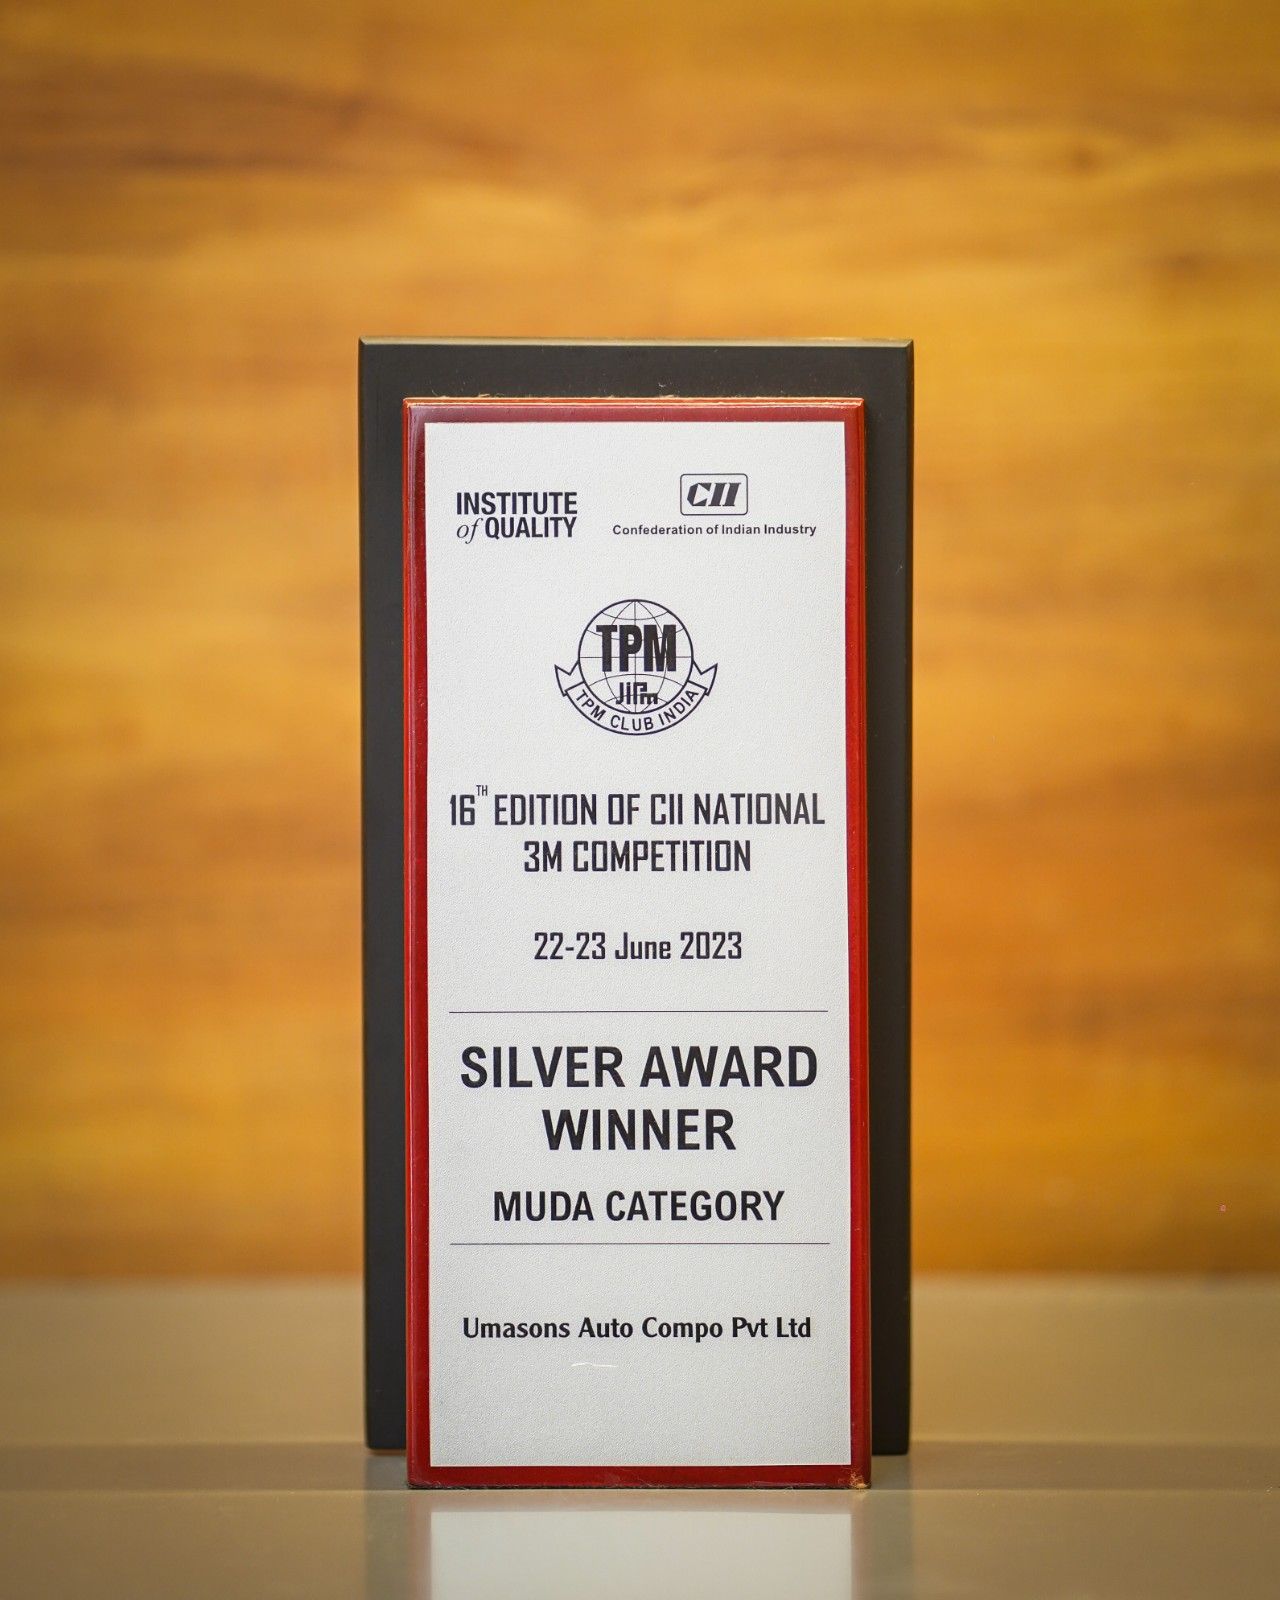 INSTITUTE
of QUALITY
CII
Confederation of Indian Industry
TPM
JIPm
TPM CLUB INDIA
16TH EDITION OF CII NATIONAL
3M COMPETITION
22-23 June 2023
SILVER AWARD
WINNER
MUDA CATEGORY
Umasons Auto Compo Pvt Ltd